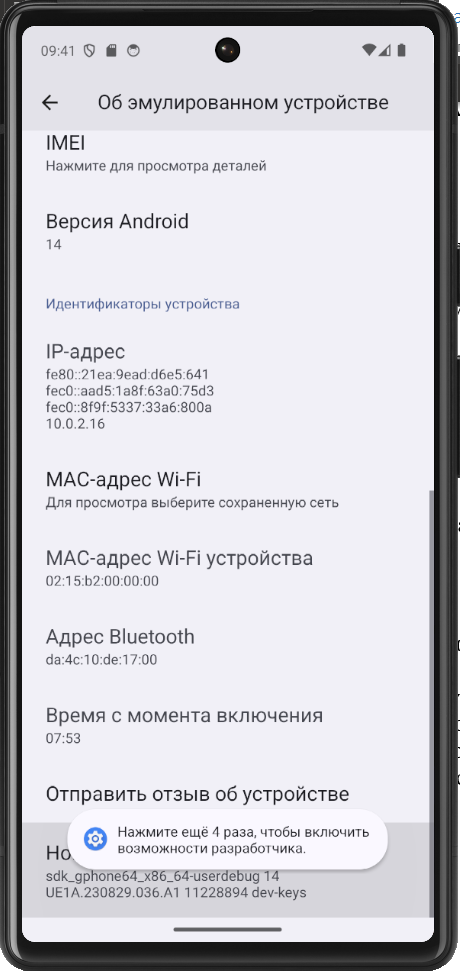 09:41
Об эмулированном устройстве
IMEI
Нажмите для просмотра деталей
Версия Android
14
Идентификаторы устройства
IP-адрес
fe80::21ea:9ead:d6e5:641
fec0::aad5:1a8f:63a0:75d3
fec0::8f9f:5337:33a6:800a
10.0.2.16
MAC-адрес Wi-Fi
Для просмотра выберите сохраненную сеть
MAC-адрес Wi-Fi устройства
02:15:b2:00:00:00
Адрес Bluetooth
da:4c:10:de:17:00
Время с момента включения
07:53
Отправить отзыв об устройстве
Нажмите ещё 4 раза, чтобы включить
возможности разработчика.
sdk_gphone64_x86_64-userdebug 14
UE1A.230829.036.A1 11228894 dev-keys